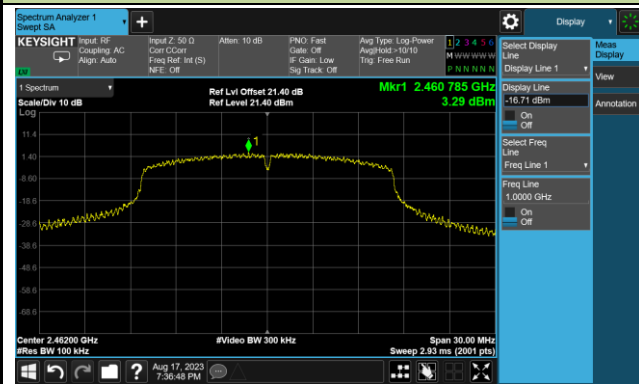 Spectrum Analyzer 1
Swept SA
Display
KEYSIGHT
Input: RF
Coupling: AC
Align: Auto
Input Z: 50 Ω
Corr CCorr
Freq Ref: Int (S)
NFE: Off
Atten: 10 dB
PNO: Fast
Gate: Off
IF Gain: Low
Sig Track: Off
Avg Type: Log-Power
Avg|Hold:>10/10
Trig: Free Run
1 2 3 4 5 6
M W W W W W
P N N N N N
LXI
1 Spectrum
Scale/Div 10 dB
Log
Ref Lvl Offset 21.40 dB
Ref Level 21.40 dBm
Mkr1 2.460 785 GHz
3.29 dBm
11.4
1.40
-8.60
-18.6
-28.6
-38.6
-48.6
-58.6
-68.6
1
Center 2.46200 GHz
#Res BW 100 kHz
#Video BW 300 kHz
Span 30.00 MHz
Sweep 2.93 ms (2001 pts)
Select Display
Line
Display Line 1
Display Line
-16.71 dBm
On
Off
Select Freq
Line
Freq Line 1
Freq Line
1.0000 GHz
On
Off
Meas
Display
View
Annotation
?
Aug 17, 2023
7:36:48 PM